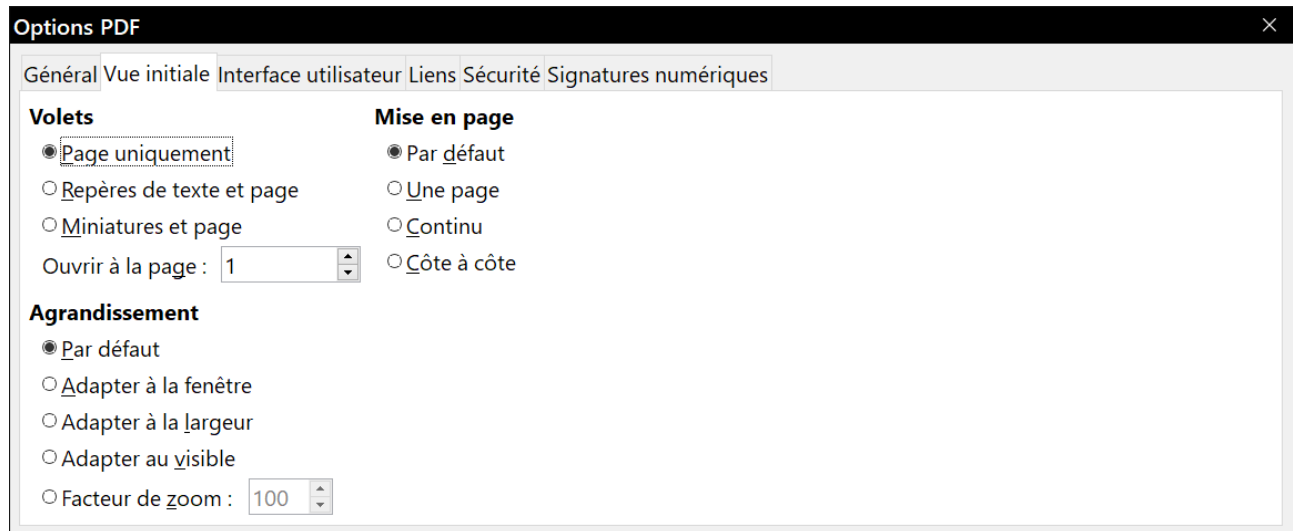 Options PDF
Général Vue initiale Interface utilisateur Liens Sécurité Signatures numériques
Volets
Page uniquement
Repères de texte et page
Miniatures et page
Ouvrir à la page : 1
Mise en page
Par défaut
Une page
Continu
Côte à côte
Agrandissement
Par défaut
Adapter à la fenêtre
Adapter à la largeur
Adapter au visible
Facteur de zoom : 100